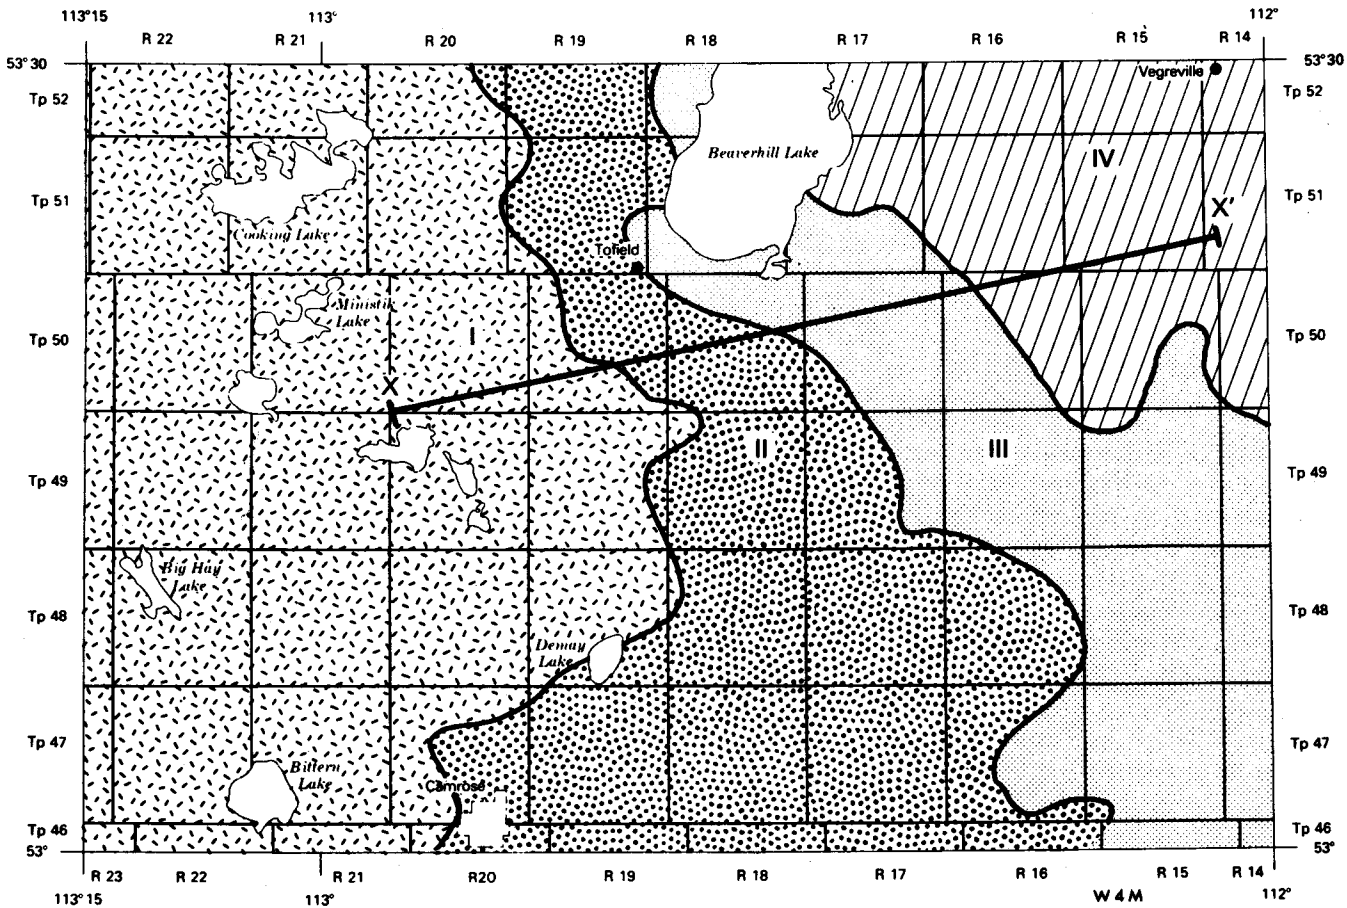 113°15' 113° 112°
R 22 R 21 R 20 R 19 R 18 R 17 R 16 R 15 R 14
53° 30 53° 30
Vegreville
Tp 52 Tp 52
Beaverhill Lake
IV
Tp 51 Tp 51
X'
Cooking Lake
Tofield
Ministik
Lake
I
Tp 50 Tp 50
X
II
III
Tp 49 Tp 49
Big Hay
Lake
Tp 48 Tp 48
Demay
Lake
Tp 47 Tp 47
Bittern
Lake
Camrose
Tp 46 Tp 46
53° 53°
R 23 R 22 R 21 R20 R 19 R 18 R 17 R 16 R 15 R 14
113°15' 113° W 4 M 112°